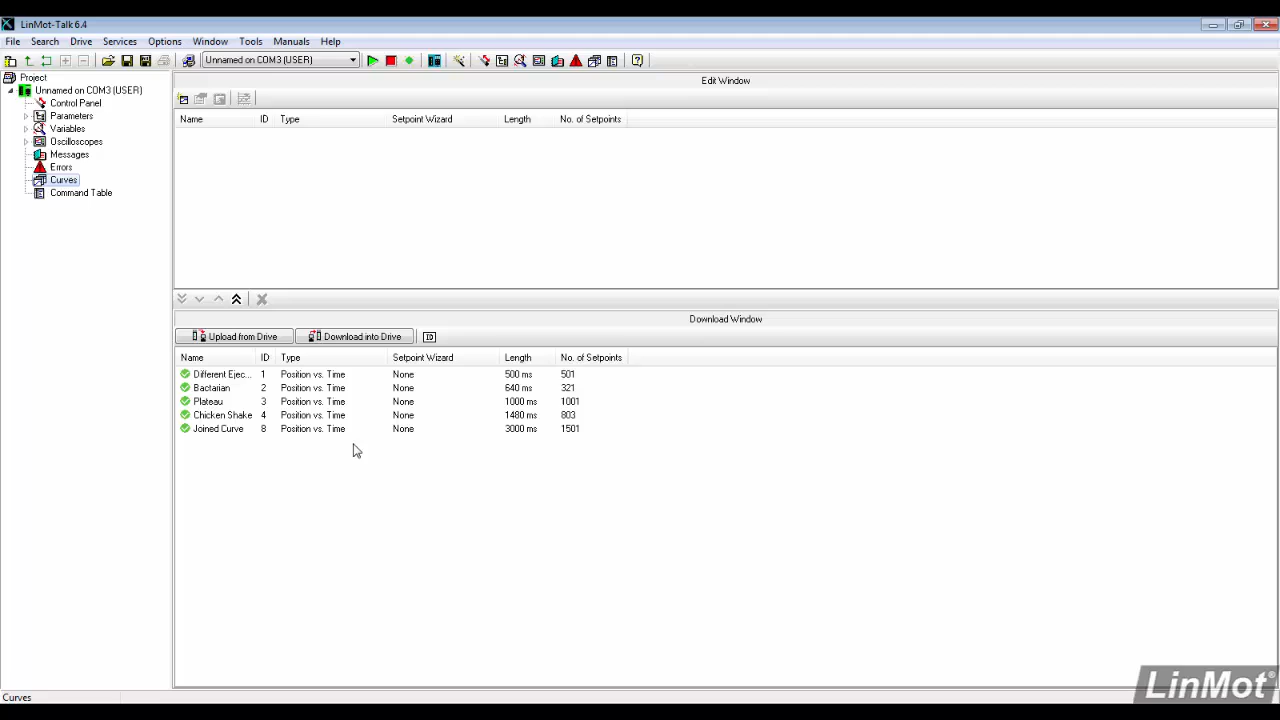 LinMot-Talk 6.4
File Search Drive Services Options Window Tools Manuals Help
Unnamed on COM3 (USER)
Project
Unnamed on COM3 (USER)
Control Panel
Parameters
Variables
Oscilloscopes
Messages
Errors
Curves
Command Table
Edit Window
Name ID Type Setpoint Wizard Length No. of Setpoints
Download Window
Upload from Drive Download into Drive ID
Name ID Type Setpoint Wizard Length No. of Setpoints
Different Ejec... 1 Position vs. Time None 500 ms 501
Bactarian 2 Position vs. Time None 640 ms 321
Plateau 3 Position vs. Time None 1000 ms 1001
Chicken Shake 4 Position vs. Time None 1480 ms 803
Joined Curve 8 Position vs. Time None 3000 ms 1501
LinMot®
Curves